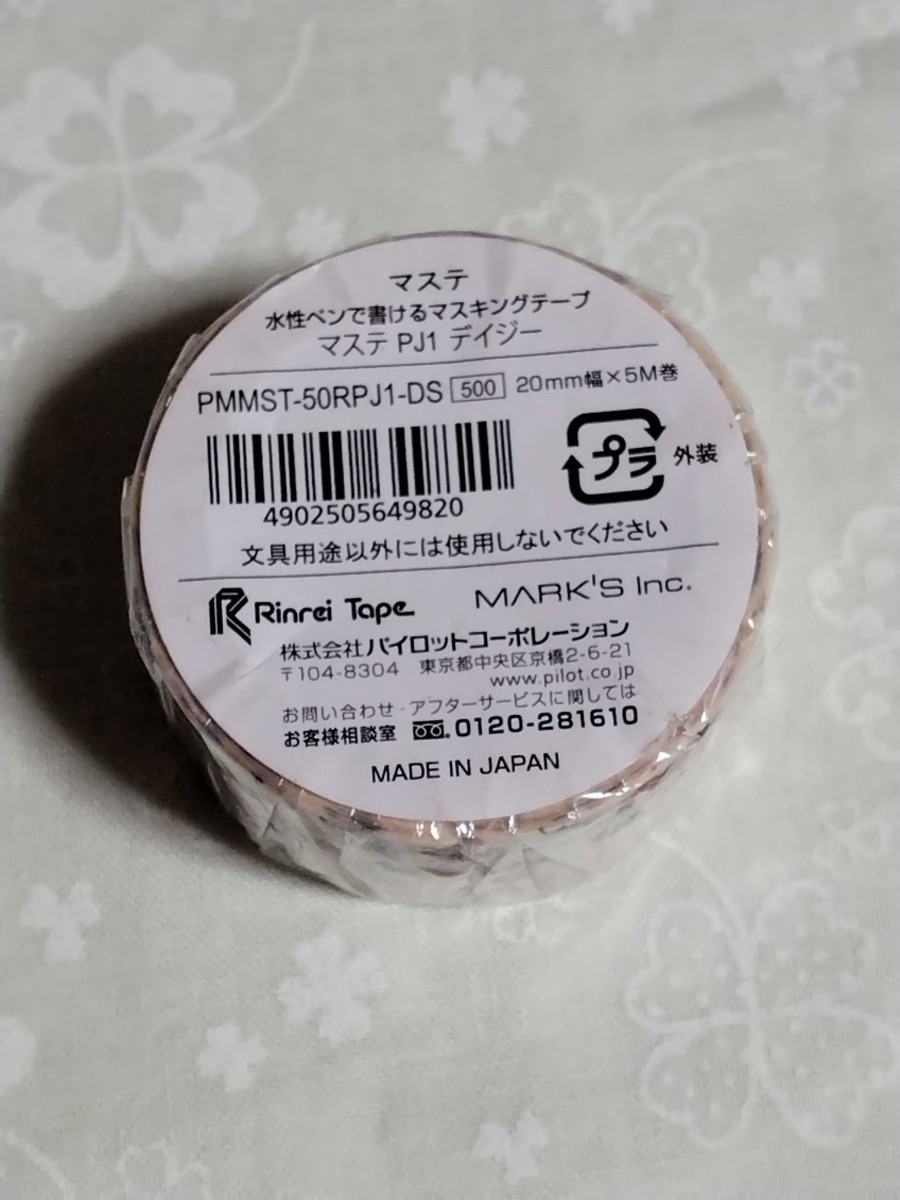 マステ
水性ペンで書けるマスキングテープ
マステ PJ1 デイジー
PMMST-50RPJ1-DS 500 20mm幅×5M巻
4902505649820
プラ 外装
文具用途以外には使用しないでください
Rinrei Tape MARK'S Inc.
株式会社パイロットコーポレーション
〒104-8304 東京都中央区京橋2-6-21
www.pilot.co.jp
お問い合わせ・アフターサービスに関しては
お客様相談室 0120-281610
MADE IN JAPAN